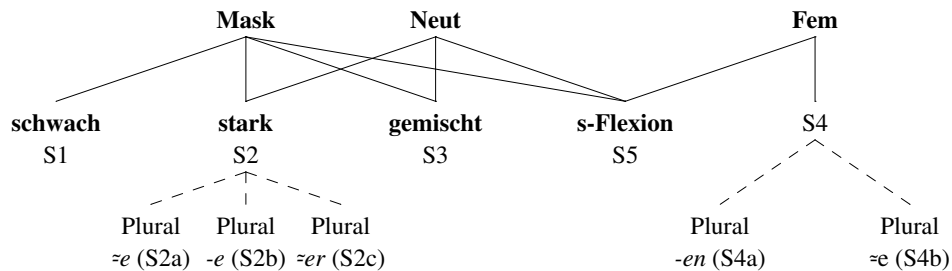 Mask Neut Fem
schwach stark gemischt s-Flexion S4
S1 S2 S3 S5
Plural Plural Plural Plural Plural
⸚e (S2a) -e (S2b) ⸚er (S2c) -en (S4a) ⸚e (S4b)